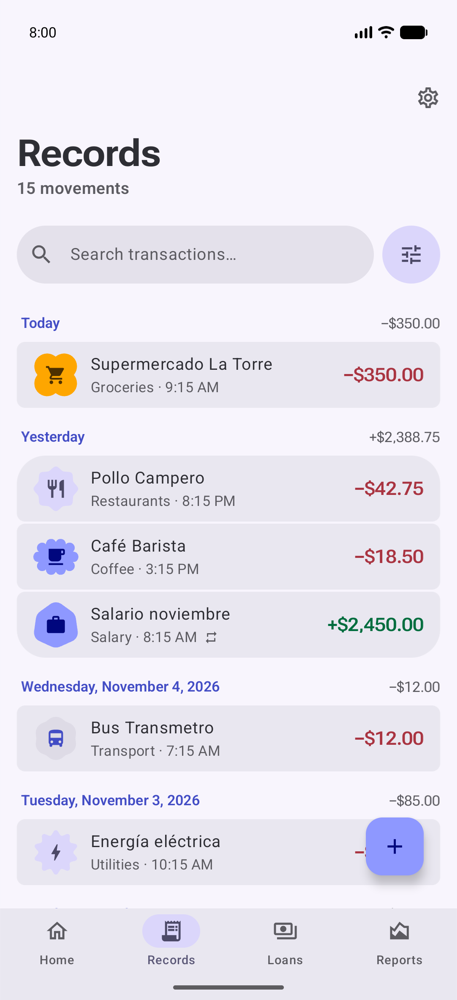 8:00
Records
15 movements
Search transactions…
Today
–$350.00
Supermercado La Torre
Groceries · 9:15 AM
–$350.00
Yesterday
+$2,388.75
Pollo Campero
Restaurants · 8:15 PM
–$42.75
Café Barista
Coffee · 3:15 PM
–$18.50
Salario noviembre
Salary · 8:15 AM
+$2,450.00
Wednesday, November 4, 2026
–$12.00
Bus Transmetro
Transport · 7:15 AM
–$12.00
Tuesday, November 3, 2026
–$85.00
Energía eléctrica
Utilities · 10:15 AM
Home
Records
Loans
Reports